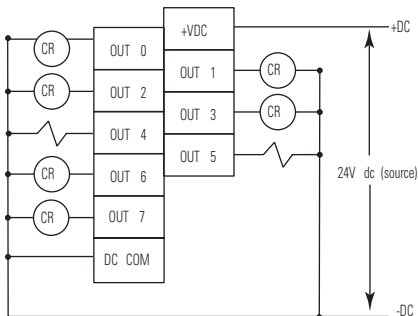 +VDC
+DC
CR
OUT 0
OUT 1
CR
CR
OUT 2
OUT 3
CR
OUT 4
OUT 5
24V dc (source)
CR
OUT 6
CR
OUT 7
DC COM
-DC